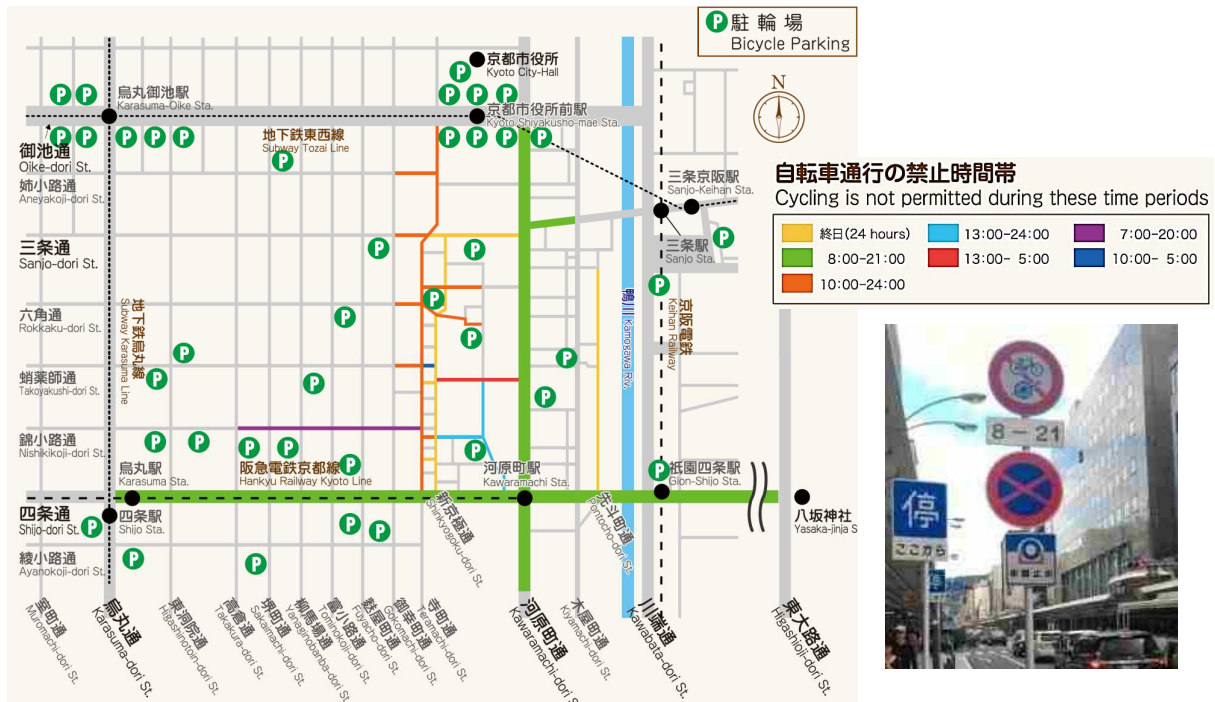 P 駐輪場
Bicycle Parking
京都市役所
Kyoto City-Hall
N
烏丸御池駅
Karasuma-Oike Sta.
京都市役所前駅
Kyoto Shiyakusho-mae Sta.
地下鉄東西線
Subway Tozai Line
御池通
Oike-dori St.
姉小路通
Aneyakoji-dori St.
三条京阪駅
Sanjo-Keihan Sta.
三条通
Sanjo-dori St.
三条駅
Sanjo Sta.
六角通
Rokkaku-dori St.
地下鉄烏丸線
Subway Karasuma Line
鴨川 Kamogawa Riv.
京阪電鉄
Keihan Railway
蛸薬師通
Takoyakushi-dori St.
錦小路通
Nishikikoji-dori St.
烏丸駅
Karasuma Sta.
阪急電鉄京都線
Hankyu Railway Kyoto Line
河原町駅
Kawaramachi Sta.
祇園四条駅
Gion-Shijo Sta.
四条通
Shijo-dori St.
四条駅
Shijo Sta.
新京極通
Shinkyogoku-dori St.
先斗町通
Pontocho-dori St.
八坂神社
Yasaka-jinja S
綾小路通
Ayanokoji-dori St.
室町通
Muromachi-dori St.
烏丸通
Karasuma-dori St.
東洞院通
Higashinotoin-dori St.
高倉通
Takakura-dori St.
堺町通
Sakaimachi-dori St.
柳馬場通
Yanaginobanba-dori St.
富小路通
Tominokoji-dori St.
麩屋町通
Fuyacho-dori St.
御幸町通
Gokomachi-dori St.
寺町通
Teramachi-dori St.
河原町通
Kawaramachi-dori St.
木屋町通
Kiyamachi-dori St.
川端通
Kawabata-dori St.
東大路通
Higashioji-dori St.
自転車通行の禁止時間帯
Cycling is not permitted during these time periods
終日(24 hours)
13:00-24:00
7:00-20:00
8:00-21:00
13:00- 5:00
10:00- 5:00
10:00-24:00
8-21
停
ここから
停